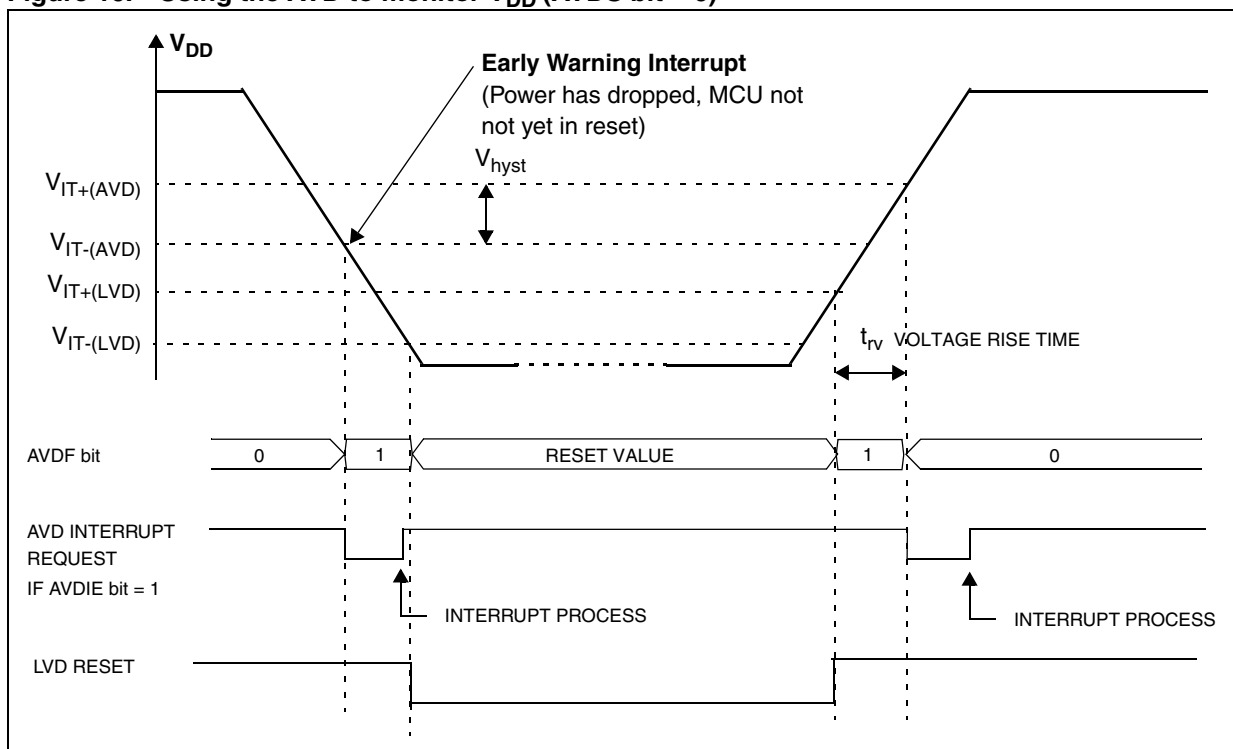 V_DD
Early Warning Interrupt
(Power has dropped, MCU not
not yet in reset)
V_hyst
V_IT+(AVD)
V_IT-(AVD)
V_IT+(LVD)
V_IT-(LVD)
t_rv VOLTAGE RISE TIME
AVDF bit
0
1
RESET VALUE
1
0
AVD INTERRUPT
REQUEST
IF AVDIE bit = 1
INTERRUPT PROCESS
INTERRUPT PROCESS
LVD RESET